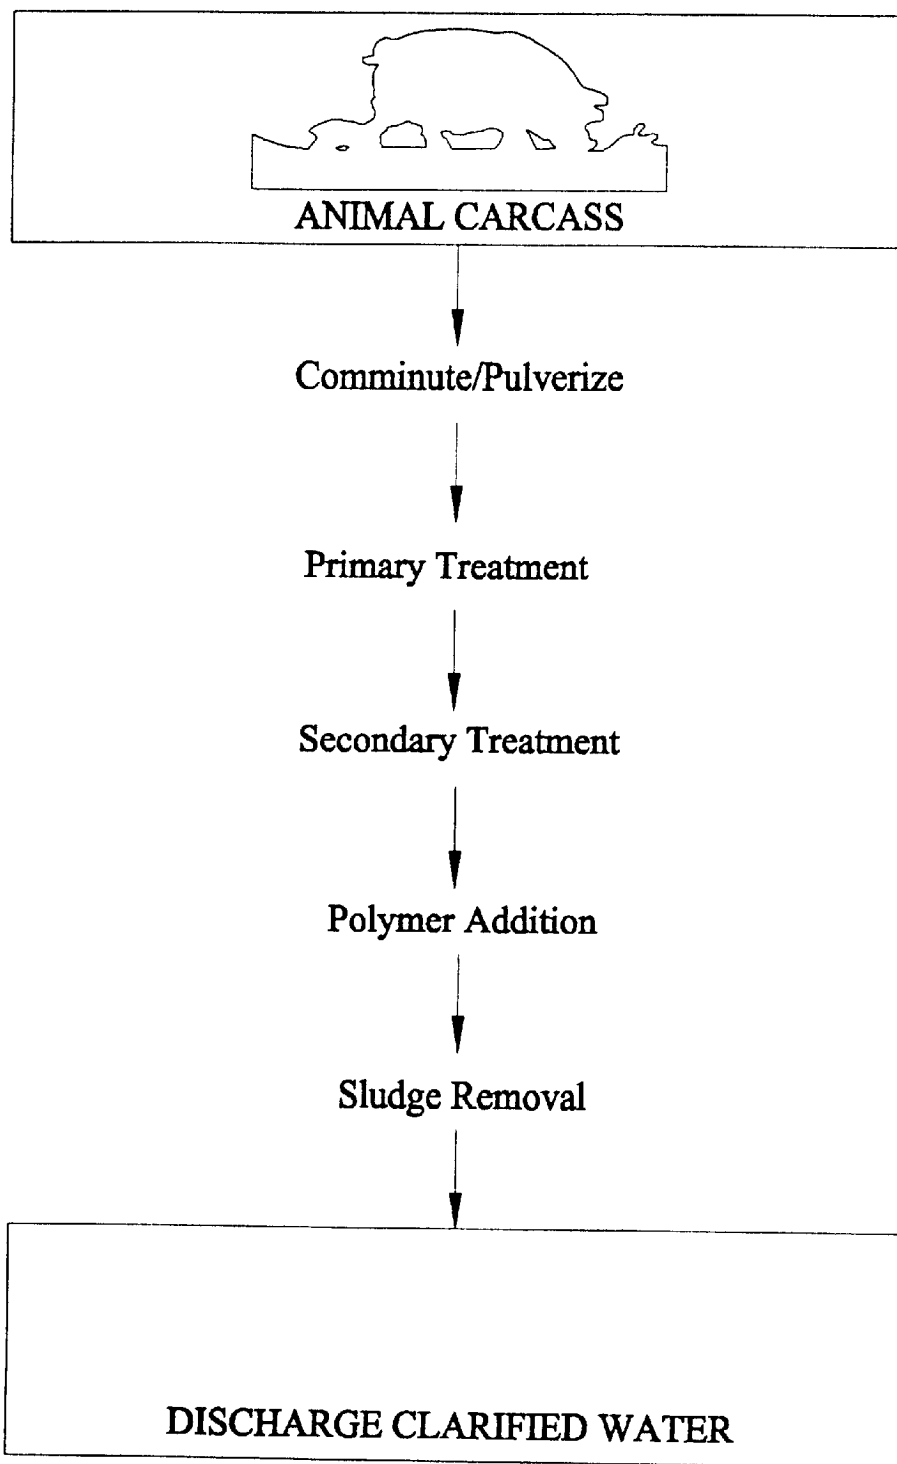 ANIMAL CARCASS
Comminute/Pulverize
Primary Treatment
Secondary Treatment
Polymer Addition
Sludge Removal
DISCHARGE CLARIFIED WATER